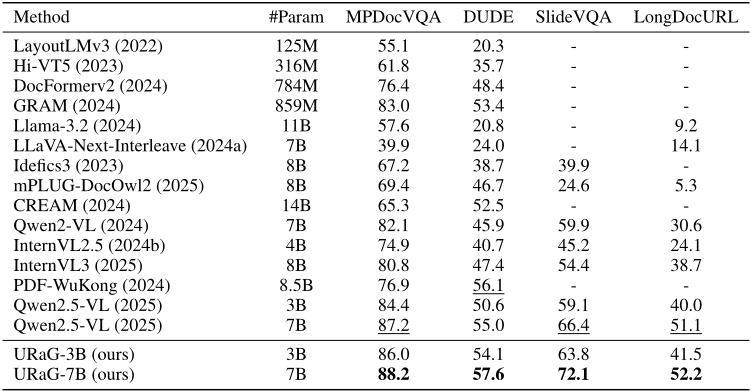 Method #Param MPDocVQA DUDE SlideVQA LongDocURL
LayoutLMv3 (2022) 125M 55.1 20.3 - -
Hi-VT5 (2023) 316M 61.8 35.7 - -
DocFormerv2 (2024) 784M 76.4 48.4 - -
GRAM (2024) 859M 83.0 53.4 - -
Llama-3.2 (2024) 11B 57.6 20.8 - 9.2
LLaVA-Next-Interleave (2024a) 7B 39.9 24.0 - 14.1
Idefics3 (2023) 8B 67.2 38.7 39.9 -
mPLUG-DocOwl2 (2025) 8B 69.4 46.7 24.6 5.3
CREAM (2024) 14B 65.3 52.5 - -
Qwen2-VL (2024) 7B 82.1 45.9 59.9 30.6
InternVL2.5 (2024b) 4B 74.9 40.7 45.2 24.1
InternVL3 (2025) 8B 80.8 47.4 54.4 38.7
PDF-WuKong (2024) 8.5B 76.9 56.1 - -
Qwen2.5-VL (2025) 3B 84.4 50.6 59.1 40.0
Qwen2.5-VL (2025) 7B 87.2 55.0 66.4 51.1
URaG-3B (ours) 3B 86.0 54.1 63.8 41.5
URaG-7B (ours) 7B 88.2 57.6 72.1 52.2